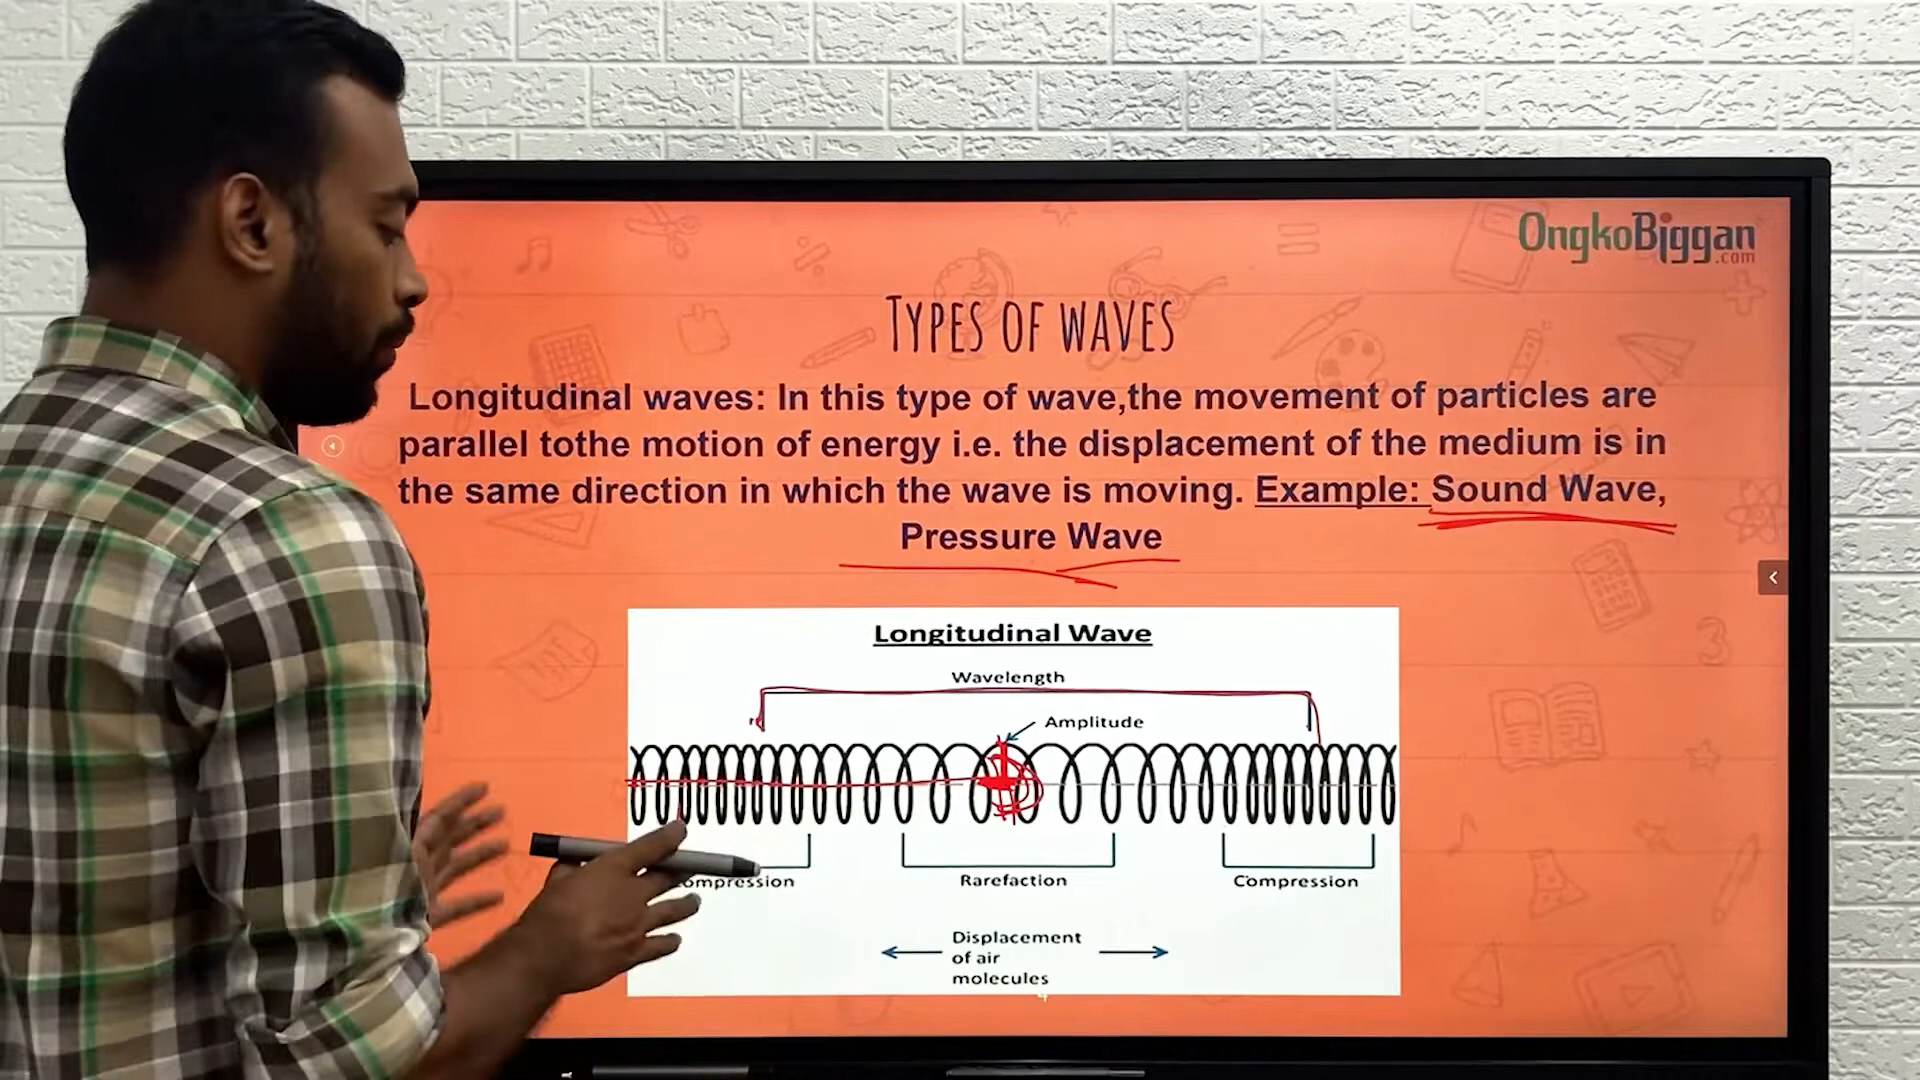 OngkoBiggan
.com
TYPES OF WAVES
Longitudinal waves: In this type of wave,the movement of particles are
parallel tothe motion of energy i.e. the displacement of the medium is in
the same direction in which the wave is moving. Example: Sound Wave,
Pressure Wave
Longitudinal Wave
Wavelength
Amplitude
Compression Rarefaction Compression
Displacement
of air
molecules
4